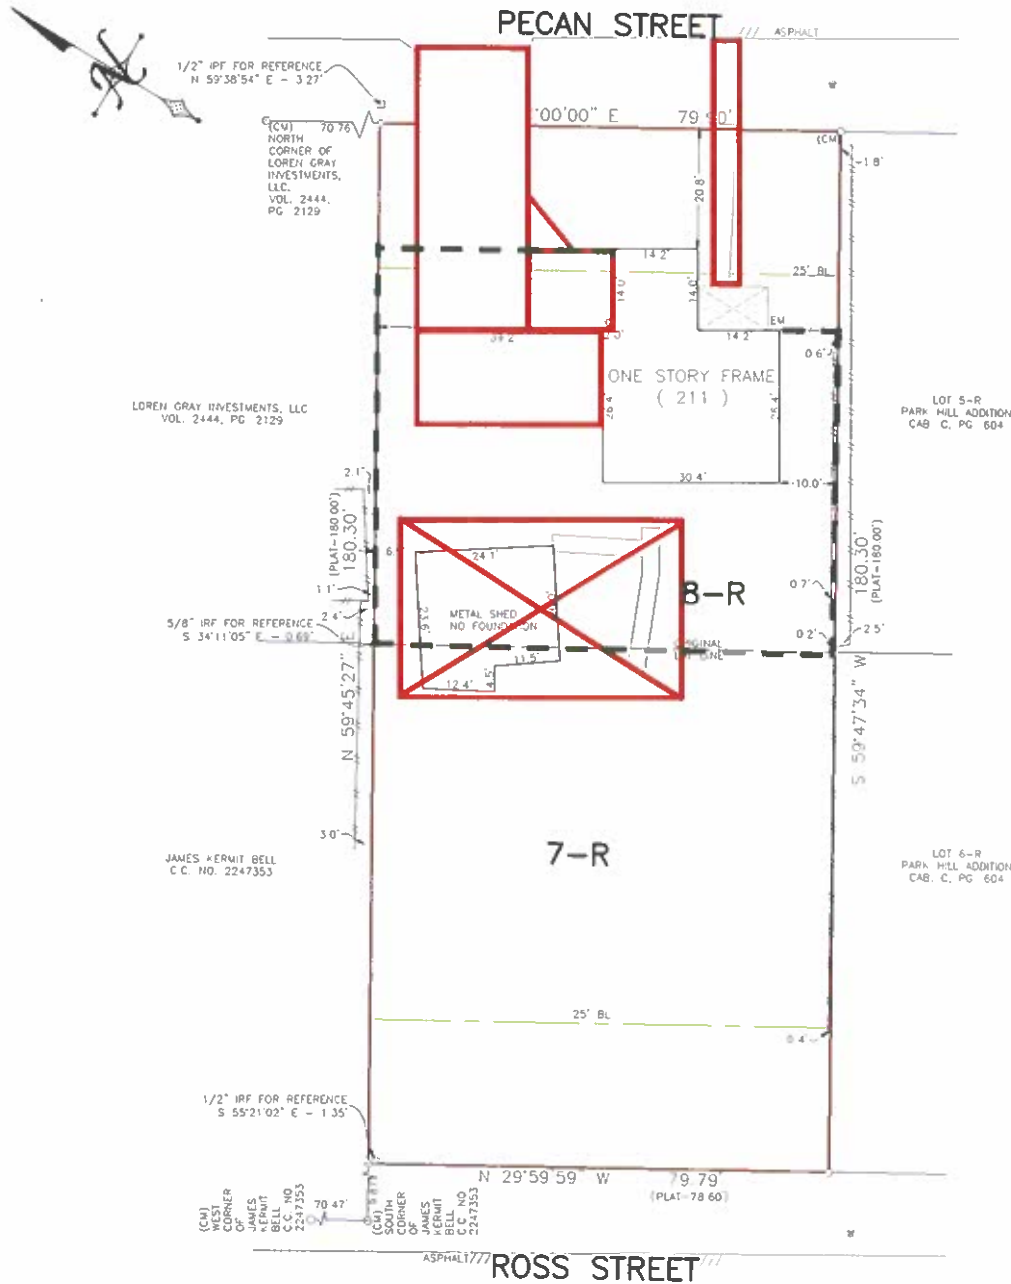 PECAN STREET
/// ASPHALT
1/2" IPF FOR REFERENCE
N 59°38'54" E - 3.27'
'00'00" E
79.90'
(CM) 70.76
NORTH
CORNER OF
LOREN GRAY
INVESTMENTS,
LLC.
VOL. 2444,
PG 2129
(CM)
1.8'
20.8'
14.2'
25' BL
14.0'
14.0'
EM
14.2'
39.2'
0.6'
ONE STORY FRAME
( 211 )
26.4'
LOREN GRAY INVESTMENTS, LLC
VOL. 2444, PG 2129
LOT 5-R
PARK HILL ADDITION
CAB. C, PG 604
2.1'
30.4'
10.0'
180.30'
(PLAT-180.00')
180.30'
(PLAT-180.00')
24.1'
1.1'
2.4'
0.7'
8-R
METAL SHED
NO FOUNDATION
23.6'
5/8" IRF FOR REFERENCE
S 34°11'05" E - 0.69'
0.2'
2.5'
ORIGINAL
LOT LINE
11.5'
12.4'
4.5'
N 59°45'27" E
S 59°47'34" W
3.0'
7-R
JAMES KERMIT BELL
C.C. NO. 2247353
LOT 6-R
PARK HILL ADDITION
CAB. C, PG 604
25' BL
0.4'
1/2" IRF FOR REFERENCE
S 55°21'02" E - 1.35'
N 29°59'59" W
79.79'
(PLAT-78.60)
(CM)
WEST
CORNER
OF
JAMES
KERMIT
BELL
C.C. NO
2247353
70.47'
(CM)
SOUTH
CORNER
OF
JAMES
KERMIT
BELL
C.C. NO
2247353
ASPHALT///
///
ROSS STREET